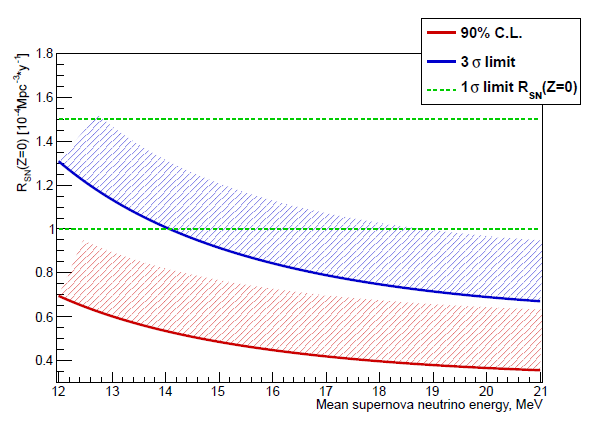 90% C.L.
3 σ limit
1σ limit R_SN(Z=0)
R_SN(Z=0) [10^-4 Mpc^-3*y^-1]
1.8
1.6
1.4
1.2
1
0.8
0.6
0.4
12 13 14 15 16 17 18 19 20 21
Mean supernova neutrino energy, MeV